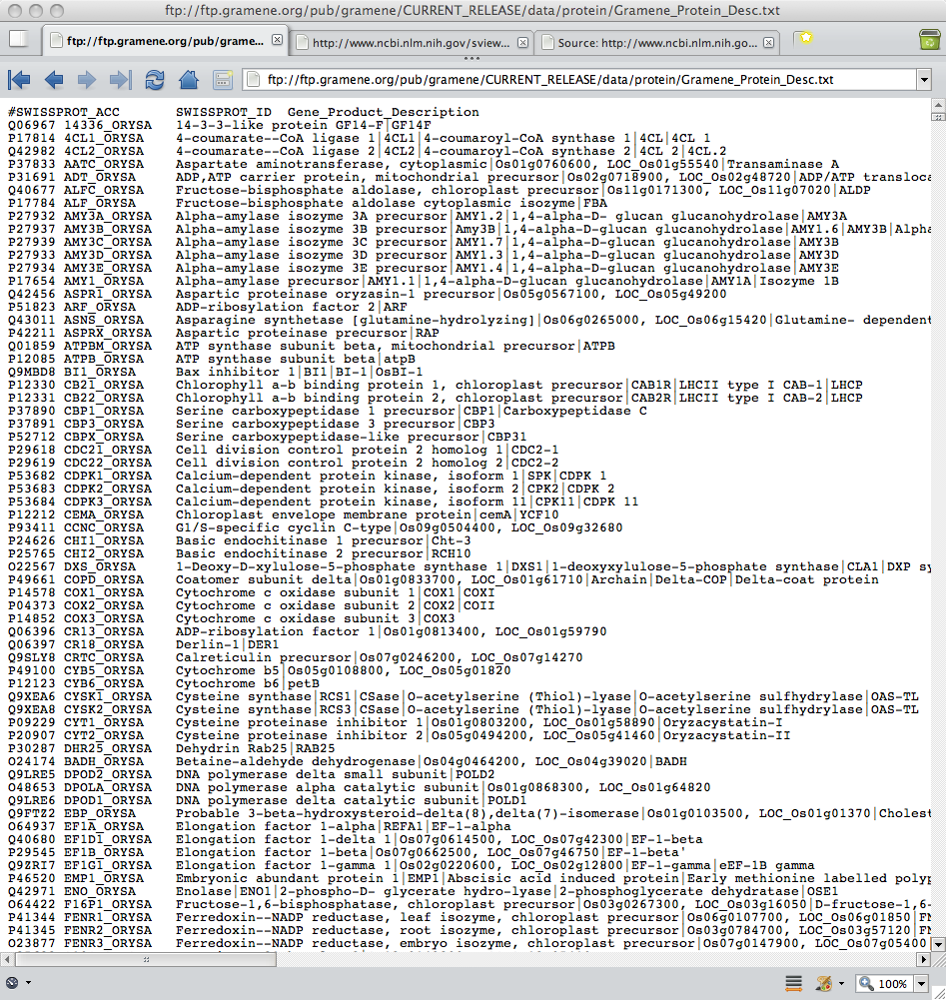 ftp://ftp.gramene.org/pub/gramene/CURRENT_RELEASE/data/protein/Gramene_Protein_Desc.txt
ftp://ftp.gramene.org/pub/grame... http://www.ncbi.nlm.nih.gov/sview... Source: http://www.ncbi.nlm.nih.go...
ftp://ftp.gramene.org/pub/gramene/CURRENT_RELEASE/data/protein/Gramene_Protein_Desc.txt
#SWISSPROT_ACC SWISSPROT_ID Gene_Product_Description
Q06967 14336_ORYSA 14-3-3-like protein GF14-F|GF14F
P17814 4CL1_ORYSA 4-coumarate--CoA ligase 1|4CL1|4-coumaroyl-CoA synthase 1|4CL|4CL 1
Q42982 4CL2_ORYSA 4-coumarate--CoA ligase 2|4CL2|4-coumaroyl-CoA synthase 2|4CL 2|4CL.2
P37833 AATC_ORYSA Aspartate aminotransferase, cytoplasmic|Os01g0760600, LOC_Os01g55540|Transaminase A
P31691 ADT_ORYSA ADP,ATP carrier protein, mitochondrial precursor|Os02g0718900, LOC_Os02g48720|ADP/ATP transloca
Q40677 ALFC_ORYSA Fructose-bisphosphate aldolase, chloroplast precursor|Os11g0171300, LOC_Os11g07020|ALDP
P17784 ALF_ORYSA Fructose-bisphosphate aldolase cytoplasmic isozyme|FBA
P27932 AMY3A_ORYSA Alpha-amylase isozyme 3A precursor|AMY1.2|1,4-alpha-D- glucan glucanohydrolase|AMY3A
P27937 AMY3B_ORYSA Alpha-amylase isozyme 3B precursor|Amy3B|1,4-alpha-D-glucan glucanohydrolase|AMY1.6|AMY3B|Alpha
P27939 AMY3C_ORYSA Alpha-amylase isozyme 3C precursor|AMY1.7|1,4-alpha-D-glucan glucanohydrolase|AMY3B
P27933 AMY3D_ORYSA Alpha-amylase isozyme 3D precursor|AMY1.3|1,4-alpha-D-glucan glucanohydrolase|AMY3D
P27934 AMY3E_ORYSA Alpha-amylase isozyme 3E precursor|AMY1.4|1,4-alpha-D-glucan glucanohydrolase|AMY3E
P17654 AMY1_ORYSA Alpha-amylase precursor|AMY1.1|1,4-alpha-D-glucan glucanohydrolase|AMY1A|Isozyme 1B
Q42456 ASPR1_ORYSA Aspartic proteinase oryzasin-1 precursor|Os05g0567100, LOC_Os05g49200
P51823 ARF_ORYSA ADP-ribosylation factor 2|ARF
Q43011 ASNS_ORYSA Asparagine synthetase [glutamine-hydrolyzing]|Os06g0265000, LOC_Os06g15420|Glutamine- dependent
P42211 ASPRX_ORYSA Aspartic proteinase precursor|RAP
Q01859 ATPBM_ORYSA ATP synthase subunit beta, mitochondrial precursor|ATPB
P12085 ATPB_ORYSA ATP synthase subunit beta|atpB
Q9MBD8 BI1_ORYSA Bax inhibitor 1|BI1|BI-1|OsBI-1
P12330 CB21_ORYSA Chlorophyll a-b binding protein 1, chloroplast precursor|CAB1R|LHCII type I CAB-1|LHCP
P12331 CB22_ORYSA Chlorophyll a-b binding protein 2, chloroplast precursor|CAB2R|LHCII type I CAB-2|LHCP
P37890 CBP1_ORYSA Serine carboxypeptidase 1 precursor|CBP1|Carboxypeptidase C
P37891 CBP3_ORYSA Serine carboxypeptidase 3 precursor|CBP3
P52712 CBPX_ORYSA Serine carboxypeptidase-like precursor|CBP31
P29618 CDC21_ORYSA Cell division control protein 2 homolog 1|CDC2-1
P29619 CDC22_ORYSA Cell division control protein 2 homolog 2|CDC2-2
P53682 CDPK1_ORYSA Calcium-dependent protein kinase, isoform 1|SPK|CDPK 1
P53683 CDPK2_ORYSA Calcium-dependent protein kinase, isoform 2|CPK2|CDPK 2
P53684 CDPK3_ORYSA Calcium-dependent protein kinase, isoform 11|CPK11|CDPK 11
P12212 CEMA_ORYSA Chloroplast envelope membrane protein|cemA|YCF10
P93411 CCNC_ORYSA G1/S-specific cyclin C-type|Os09g0504400, LOC_Os09g32680
P24626 CHI1_ORYSA Basic endochitinase 1 precursor|Cht-3
P25765 CHI2_ORYSA Basic endochitinase 2 precursor|RCH10
O22567 DXS_ORYSA 1-Deoxy-D-xylulose-5-phosphate synthase 1|DXS1|1-deoxyxylulose-5-phosphate synthase|CLA1|DXP sy
P49661 COPD_ORYSA Coatomer subunit delta|Os01g0833700, LOC_Os01g61710|Archain|Delta-COP|Delta-coat protein
P14578 COX1_ORYSA Cytochrome c oxidase subunit 1|COX1|COXI
P04373 COX2_ORYSA Cytochrome c oxidase subunit 2|COX2|COII
P14852 COX3_ORYSA Cytochrome c oxidase subunit 3|COX3
Q06396 CR13_ORYSA ADP-ribosylation factor 1|Os01g0813400, LOC_Os01g59790
Q06397 CR18_ORYSA Derlin-1|DER1
Q9SLY8 CRTC_ORYSA Calreticulin precursor|Os07g0246200, LOC_Os07g14270
P49100 CYB5_ORYSA Cytochrome b5|Os05g0108800, LOC_Os05g01820
P12123 CYB6_ORYSA Cytochrome b6|petB
Q9XEA6 CYSK1_ORYSA Cysteine synthase|RCS1|CSase|O-acetylserine (Thiol)-lyase|O-acetylserine sulfhydrylase|OAS-TL
Q9XEA8 CYSK2_ORYSA Cysteine synthase|RCS3|CSase|O-acetylserine (Thiol)-lyase|O-acetylserine sulfhydrylase|OAS-TL
P09229 CYT1_ORYSA Cysteine proteinase inhibitor 1|Os01g0803200, LOC_Os01g58890|Oryzacystatin-I
P20907 CYT2_ORYSA Cysteine proteinase inhibitor 2|Os05g0494200, LOC_Os05g41460|Oryzacystatin-II
P30287 DHR25_ORYSA Dehydrin Rab25|RAB25
O24174 BADH_ORYSA Betaine-aldehyde dehydrogenase|Os04g0464200, LOC_Os04g39020|BADH
Q9LRE5 DPOD2_ORYSA DNA polymerase delta small subunit|POLD2
O48653 DPOLA_ORYSA DNA polymerase alpha catalytic subunit|Os01g0868300, LOC_Os01g64820
Q9LRE6 DPOD1_ORYSA DNA polymerase delta catalytic subunit|POLD1
Q9FTZ2 EBP_ORYSA Probable 3-beta-hydroxysteroid-delta(8),delta(7)-isomerase|Os01g0103500, LOC_Os01g01370|Cholest
O64937 EF1A_ORYSA Elongation factor 1-alpha|REFA1|EF-1-alpha
Q40680 EF1D1_ORYSA Elongation factor 1-delta 1|Os07g0614500, LOC_Os07g42300|EF-1-beta
P29545 EF1B_ORYSA Elongation factor 1-beta|Os07g0662500, LOC_Os07g46750|EF-1-beta'
Q9ZRI7 EF1G1_ORYSA Elongation factor 1-gamma 1|Os02g0220600, LOC_Os02g12800|EF-1-gamma|eEF-1B gamma
P46520 EMP1_ORYSA Embryonic abundant protein 1|EMP1|Abscisic acid induced protein|Early methionine labelled polyp
Q42971 ENO_ORYSA Enolase|ENO1|2-phospho-D- glycerate hydro-lyase|2-phosphoglycerate dehydratase|OSE1
O64422 F16P1_ORYSA Fructose-1,6-bisphosphatase, chloroplast precursor|Os03g0267300, LOC_Os03g16050|D-fructose-1,6-
P41344 FENR1_ORYSA Ferredoxin--NADP reductase, leaf isozyme, chloroplast precursor|Os06g0107700, LOC_Os06g01850|FN
P41345 FENR2_ORYSA Ferredoxin--NADP reductase, root isozyme, chloroplast precursor|Os03g0784700, LOC_Os03g57120|FN
O23877 FENR3_ORYSA Ferredoxin--NADP reductase, embryo isozyme, chloroplast precursor|Os07g0147900, LOC_Os07g05400
100%